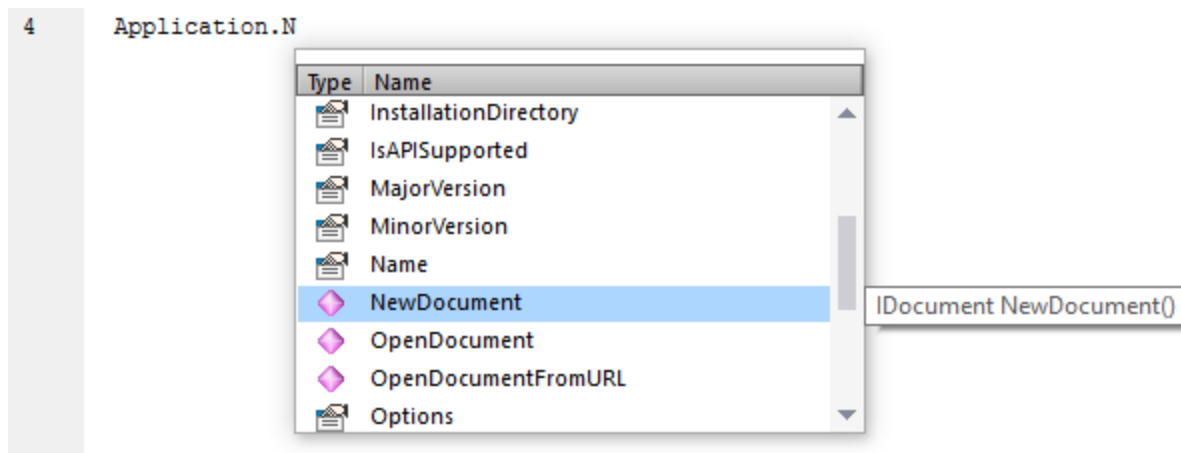 4 Application.N
Type Name
InstallationDirectory
IsAPISupported
MajorVersion
MinorVersion
Name
NewDocument
IDocument NewDocument()
OpenDocument
OpenDocumentFromURL
Options